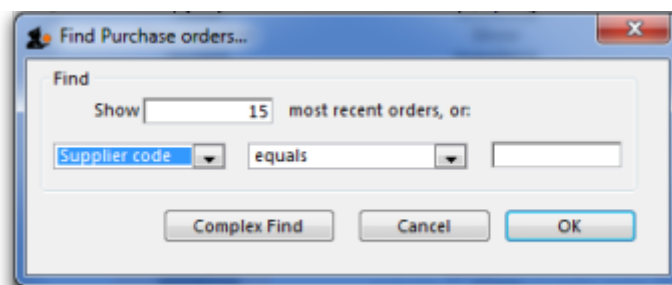 Find Purchase orders...
Find
Show 15 most recent orders, or:
Supplier code equals
Complex Find Cancel OK